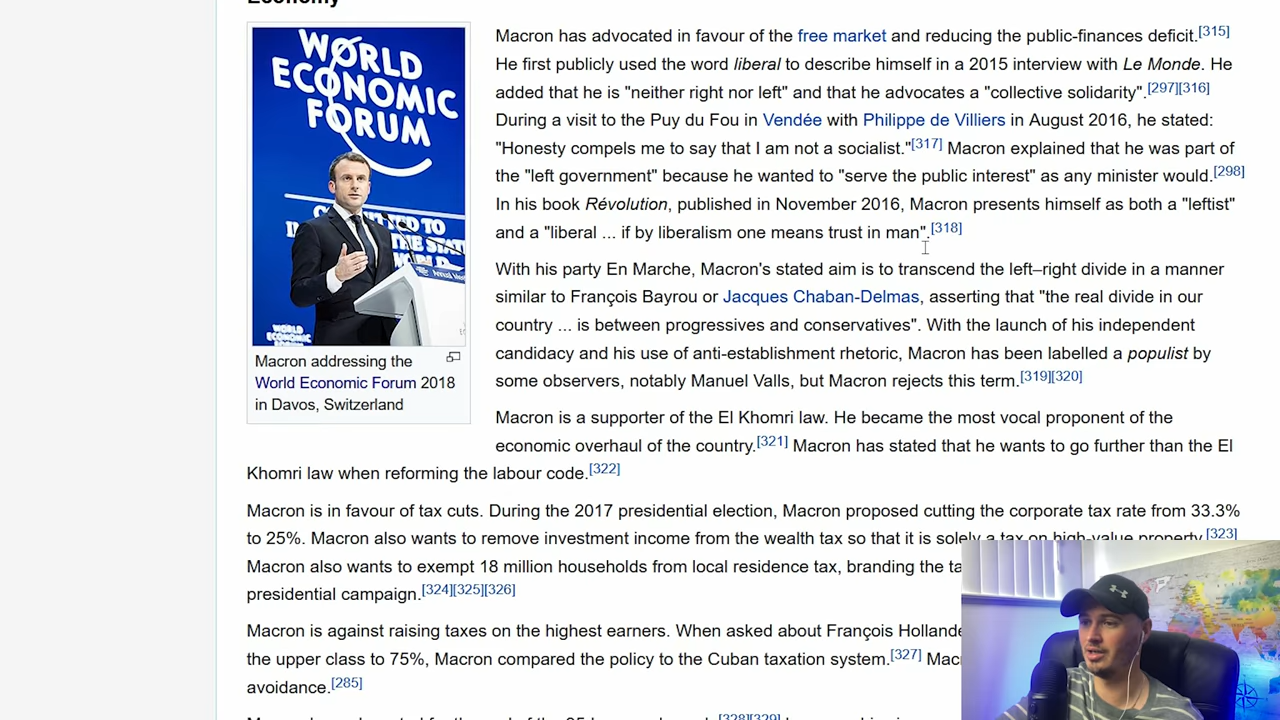 Economy
WORLD
ECONOMIC
FORUM
Macron addressing the
World Economic Forum 2018
in Davos, Switzerland
Macron has advocated in favour of the free market and reducing the public-finances deficit.[315]
He first publicly used the word liberal to describe himself in a 2015 interview with Le Monde. He
added that he is "neither right nor left" and that he advocates a "collective solidarity".[297][316]
During a visit to the Puy du Fou in Vendée with Philippe de Villiers in August 2016, he stated:
"Honesty compels me to say that I am not a socialist."[317] Macron explained that he was part of
the "left government" because he wanted to "serve the public interest" as any minister would.[298]
In his book Révolution, published in November 2016, Macron presents himself as both a "leftist"
and a "liberal ... if by liberalism one means trust in man".[318]
With his party En Marche, Macron's stated aim is to transcend the left–right divide in a manner
similar to François Bayrou or Jacques Chaban-Delmas, asserting that "the real divide in our
country ... is between progressives and conservatives". With the launch of his independent
candidacy and his use of anti-establishment rhetoric, Macron has been labelled a populist by
some observers, notably Manuel Valls, but Macron rejects this term.[319][320]
Macron is a supporter of the El Khomri law. He became the most vocal proponent of the
economic overhaul of the country.[321] Macron has stated that he wants to go further than the El
Khomri law when reforming the labour code.[322]
Macron is in favour of tax cuts. During the 2017 presidential election, Macron proposed cutting the corporate tax rate from 33.3%
to 25%. Macron also wants to remove investment income from the wealth tax so that it is solely a tax on high-value property.[323]
Macron also wants to exempt 18 million households from local residence tax, branding the
presidential campaign.[324][325][326]
Macron is against raising taxes on the highest earners. When asked about François Hollande
the upper class to 75%, Macron compared the policy to the Cuban taxation system.[327]
avoidance.[285]
[328][329]